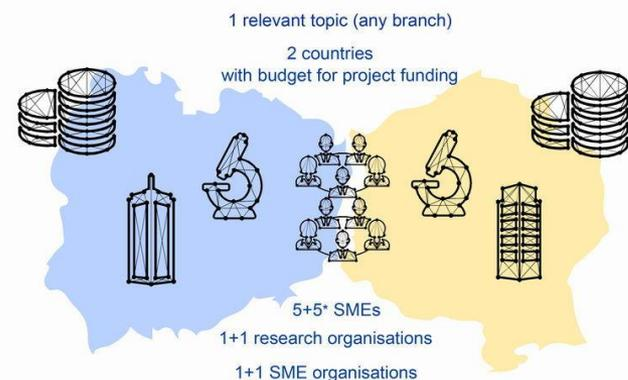 1 relevant topic (any branch)
2 countries
with budget for project funding
5+5* SMEs
1+1 research organisations
1+1 SME organisations